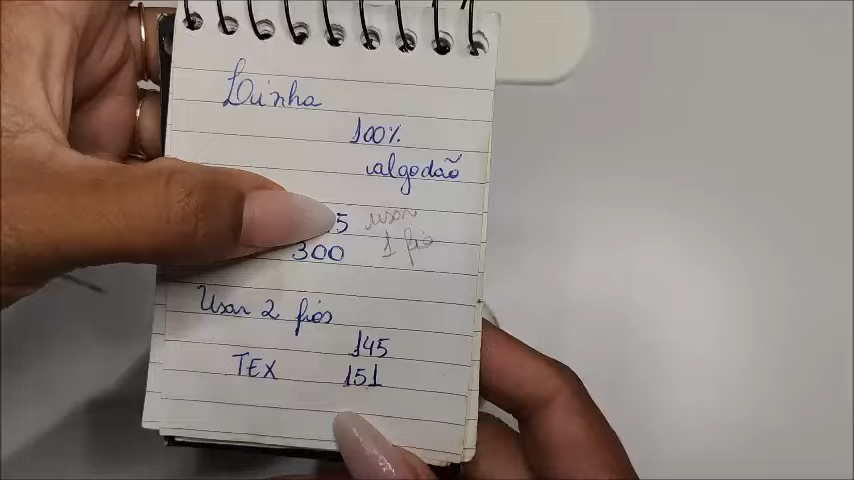 Linha
100%
algodão
5 usar
300 1 fio
Usar 2 fios
145
TEX 151